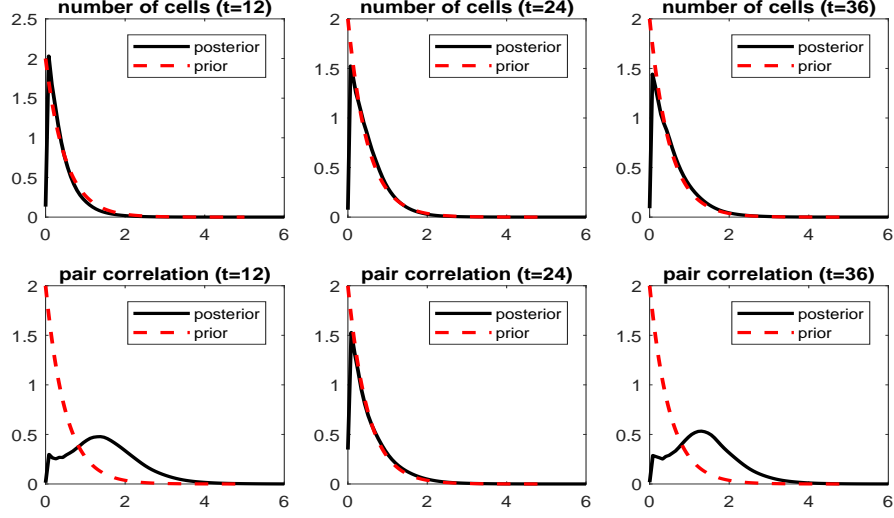 number of cells (t=12)
number of cells (t=24)
number of cells (t=36)
2.5
2
1.5
1
0.5
0
0 2 4 6
posterior
prior
2
1.5
1
0.5
0
0 2 4 6
posterior
prior
2
1.5
1
0.5
0
0 2 4 6
posterior
prior
pair correlation (t=12)
pair correlation (t=24)
pair correlation (t=36)
2
1.5
1
0.5
0
0 2 4 6
posterior
prior
2
1.5
1
0.5
0
0 2 4 6
posterior
prior
2
1.5
1
0.5
0
0 2 4 6
posterior
prior